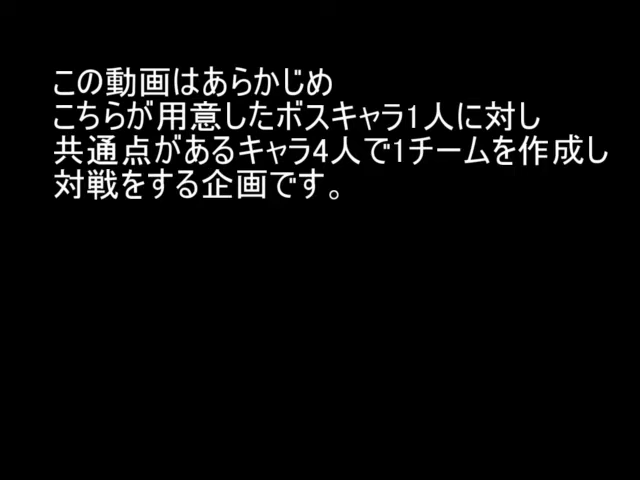 この動画はあらかじめ
こちらが用意したボスキャラ1人に対し
共通点があるキャラ4人で1チームを作成し
対戦をする企画です。